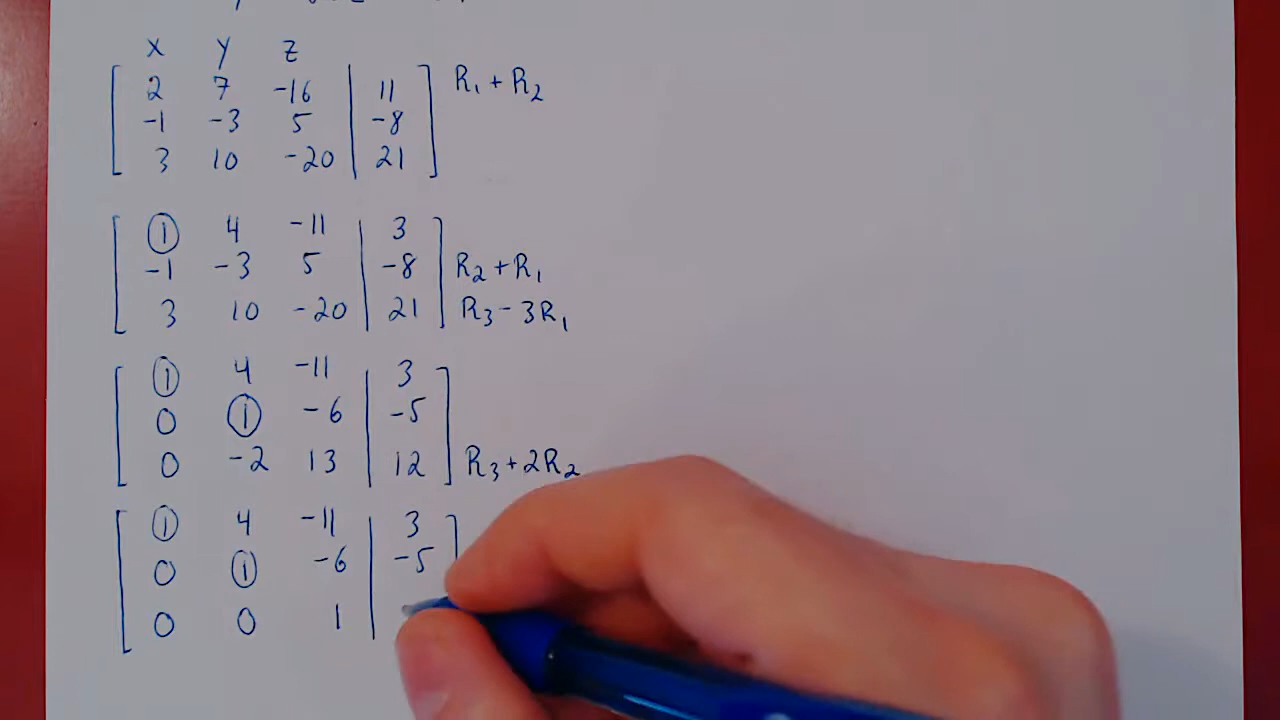 x y z
2 7 -16 | 11 R₁ + R₂
-1 -3 5 | -8
3 10 -20 | 21
1 4 -11 | 3
-1 -3 5 | -8 R₂ + R₁
3 10 -20 | 21 R₃ - 3R₁
1 4 -11 | 3
0 1 -6 | -5
0 -2 13 | 12 R₃ + 2R₂
1 4 -11 | 3
0 1 -6 | -5
0 0 1 |